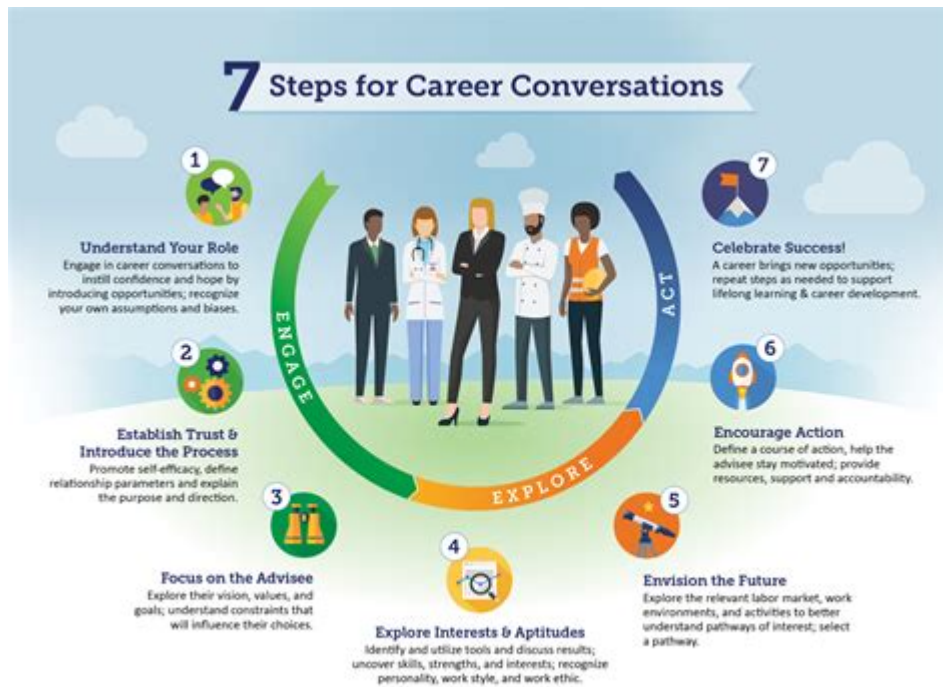 7 Steps for Career Conversations
1
Understand Your Role
Engage in career conversations to
instill confidence and hope by
introducing opportunities; recognize
your own assumptions and biases.
2
Establish Trust &
Introduce the Process
Promote self-efficacy, define
relationship parameters and explain
the purpose and direction.
3
Focus on the Advisee
Explore their vision, values, and
goals; understand constraints that
will influence their choices.
4
Explore Interests & Aptitudes
Identify and utilize tools and discuss results;
uncover skills, strengths, and interests; recognize
personality, work style, and work ethic.
5
Envision the Future
Explore the relevant labor market, work
environments, and activities to better
understand pathways of interest; select
a pathway.
6
Encourage Action
Define a course of action, help the
advisee stay motivated; provide
resources, support and accountability.
7
Celebrate Success!
A career brings new opportunities;
repeat steps as needed to support
lifelong learning & career development.
ENGAGE
EXPLORE
ACT